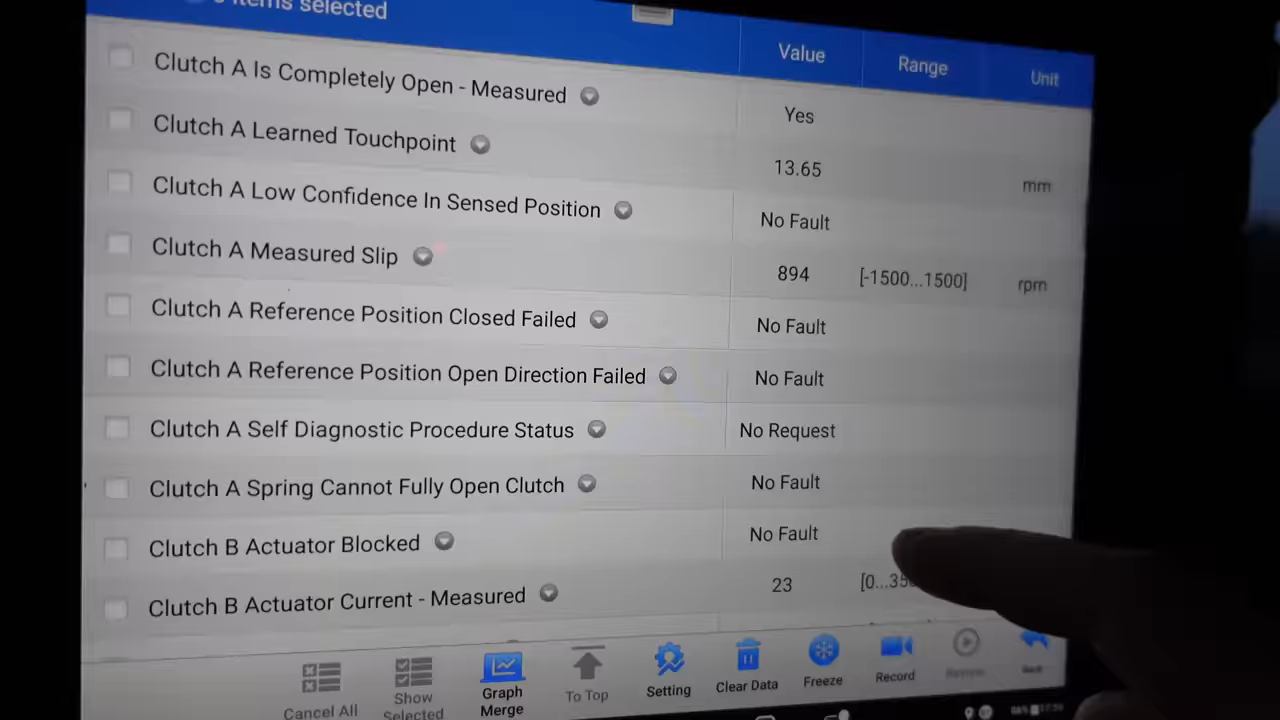 items selected
Value Range Unit
Clutch A Is Completely Open - Measured Yes
Clutch A Learned Touchpoint 13.65 mm
Clutch A Low Confidence In Sensed Position No Fault
Clutch A Measured Slip 894 [-1500...1500] rpm
Clutch A Reference Position Closed Failed No Fault
Clutch A Reference Position Open Direction Failed No Fault
Clutch A Self Diagnostic Procedure Status No Request
Clutch A Spring Cannot Fully Open Clutch No Fault
Clutch B Actuator Blocked No Fault
Clutch B Actuator Current - Measured 23 [0...35
Cancel All Show Selected Graph Merge To Top Setting Clear Data Freeze Record Back